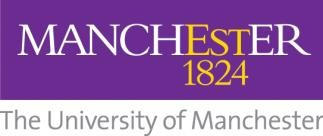 MANCHESTER
1824
The University of Manchester